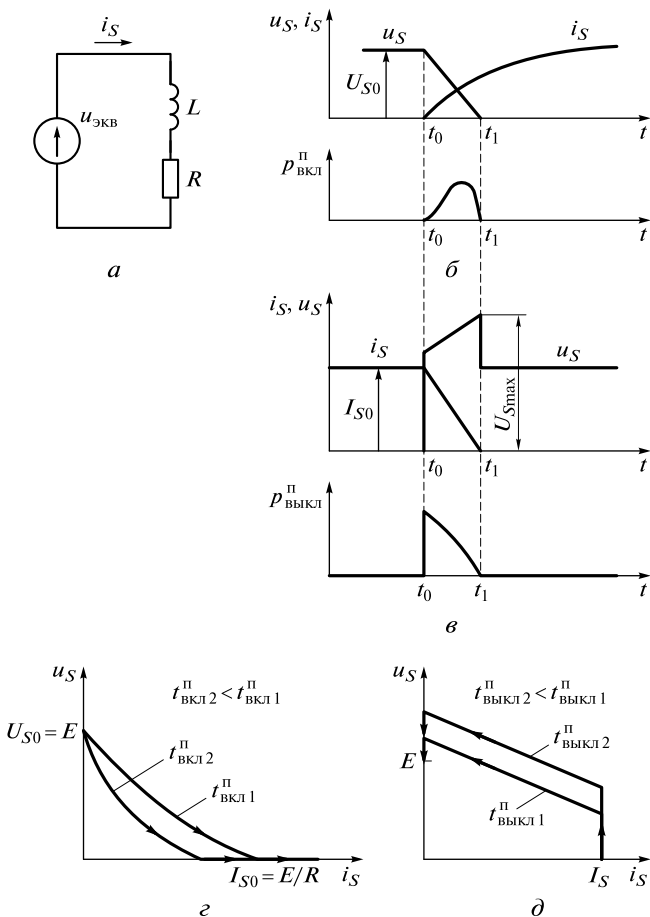 i_S
u_экв
L
R
а
u_S, i_S
u_S
i_S
U_S0
t_0 t_1 t
p^п_вкл
t_0 t_1 t
б
i_S, u_S
i_S
u_S
I_S0
U_Smax
t_0 t_1 t
p^п_выкл
t_0 t_1 t
в
u_S
t^п_вкл 2 < t^п_вкл 1
U_S0 = E
t^п_вкл 2
t^п_вкл 1
I_S0 = E/R i_S
г
u_S
t^п_выкл 2 < t^п_выкл 1
t^п_выкл 2
E
t^п_выкл 1
I_S i_S
д